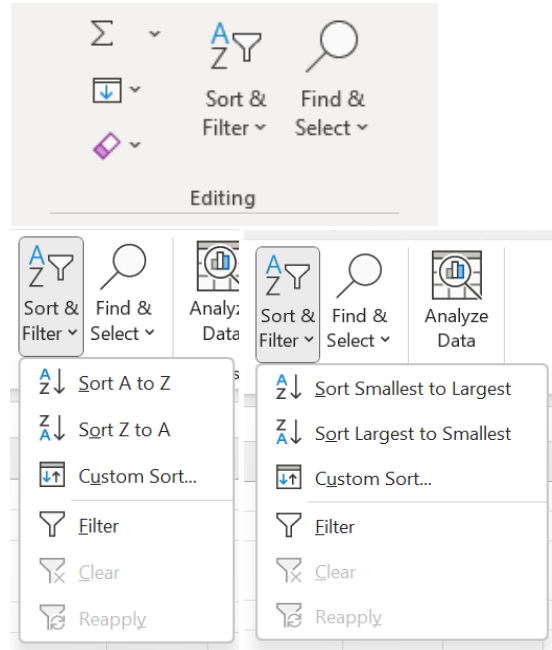 Sort &
Filter
Find &
Select
Editing
Sort &
Filter
Find &
Select
Data
Sort A to Z
Sort Z to A
Custom Sort...
Filter
Clear
Reapply
Sort &
Filter
Find &
Select
Analyze
Data
Sort Smallest to Largest
Sort Largest to Smallest
Custom Sort...
Filter
Clear
Reapply